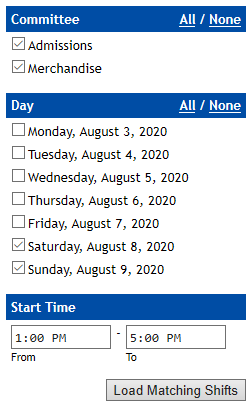 Committee All / None
Admissions
Merchandise
Day All / None
Monday, August 3, 2020
Tuesday, August 4, 2020
Wednesday, August 5, 2020
Thursday, August 6, 2020
Friday, August 7, 2020
Saturday, August 8, 2020
Sunday, August 9, 2020
Start Time
1:00 PM - 5:00 PM
From To
Load Matching Shifts